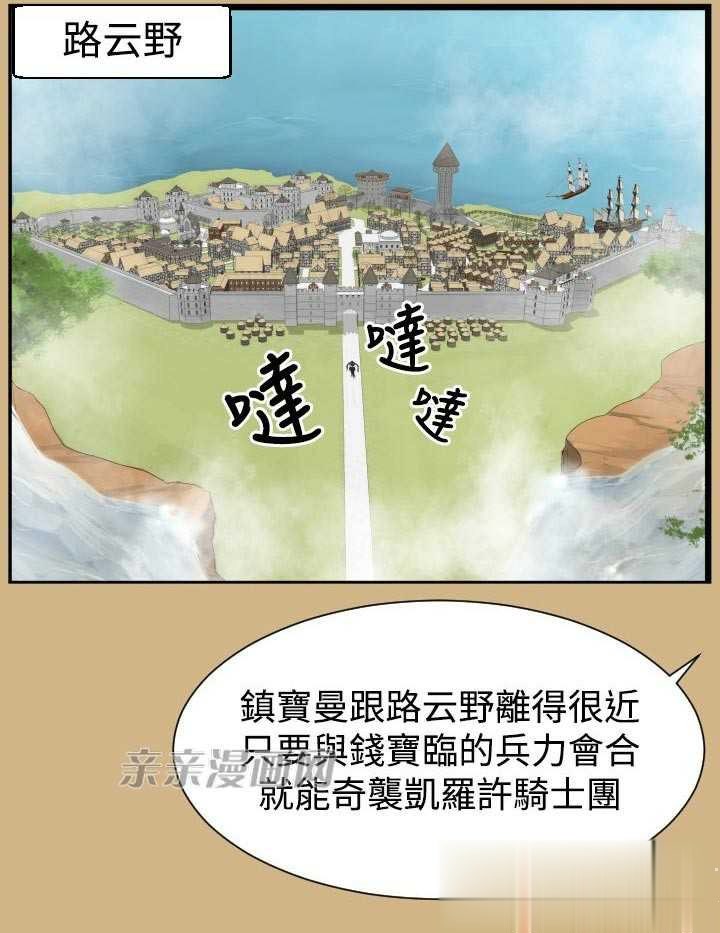 路云野
噠
噠
噠
鎮寶曼跟路云野離得很近
只要與錢寶臨的兵力會合
就能奇襲凱羅許騎士團
亲亲漫画网